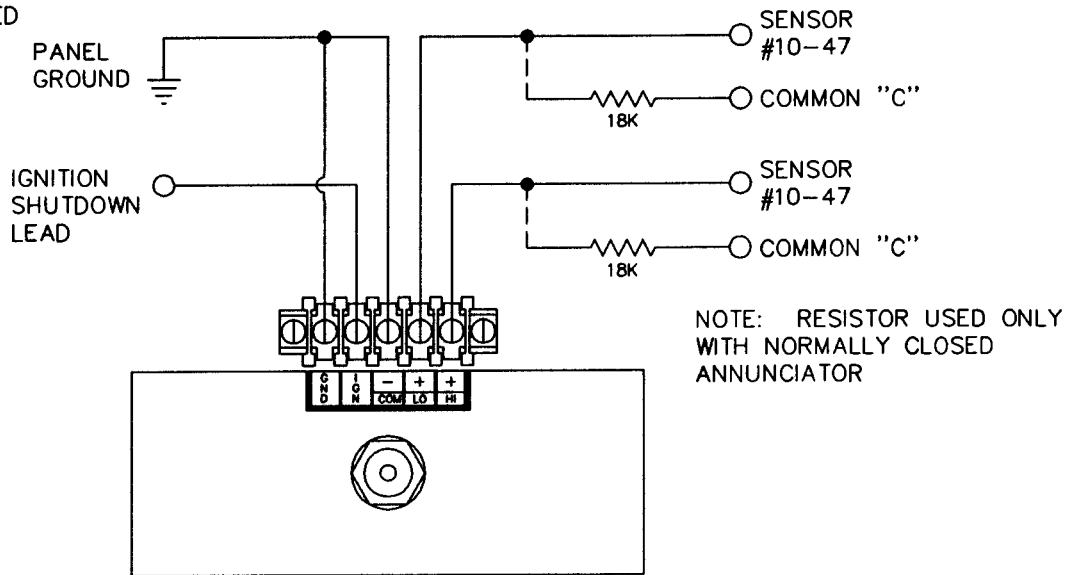 ED
PANEL
GROUND
SENSOR
#10-47
COMMON "C"
18K
IGNITION
SHUTDOWN
LEAD
SENSOR
#10-47
COMMON "C"
18K
NOTE: RESISTOR USED ONLY
WITH NORMALLY CLOSED
ANNUNCIATOR
GND
IGN
-
COM
+
LO
+
HI